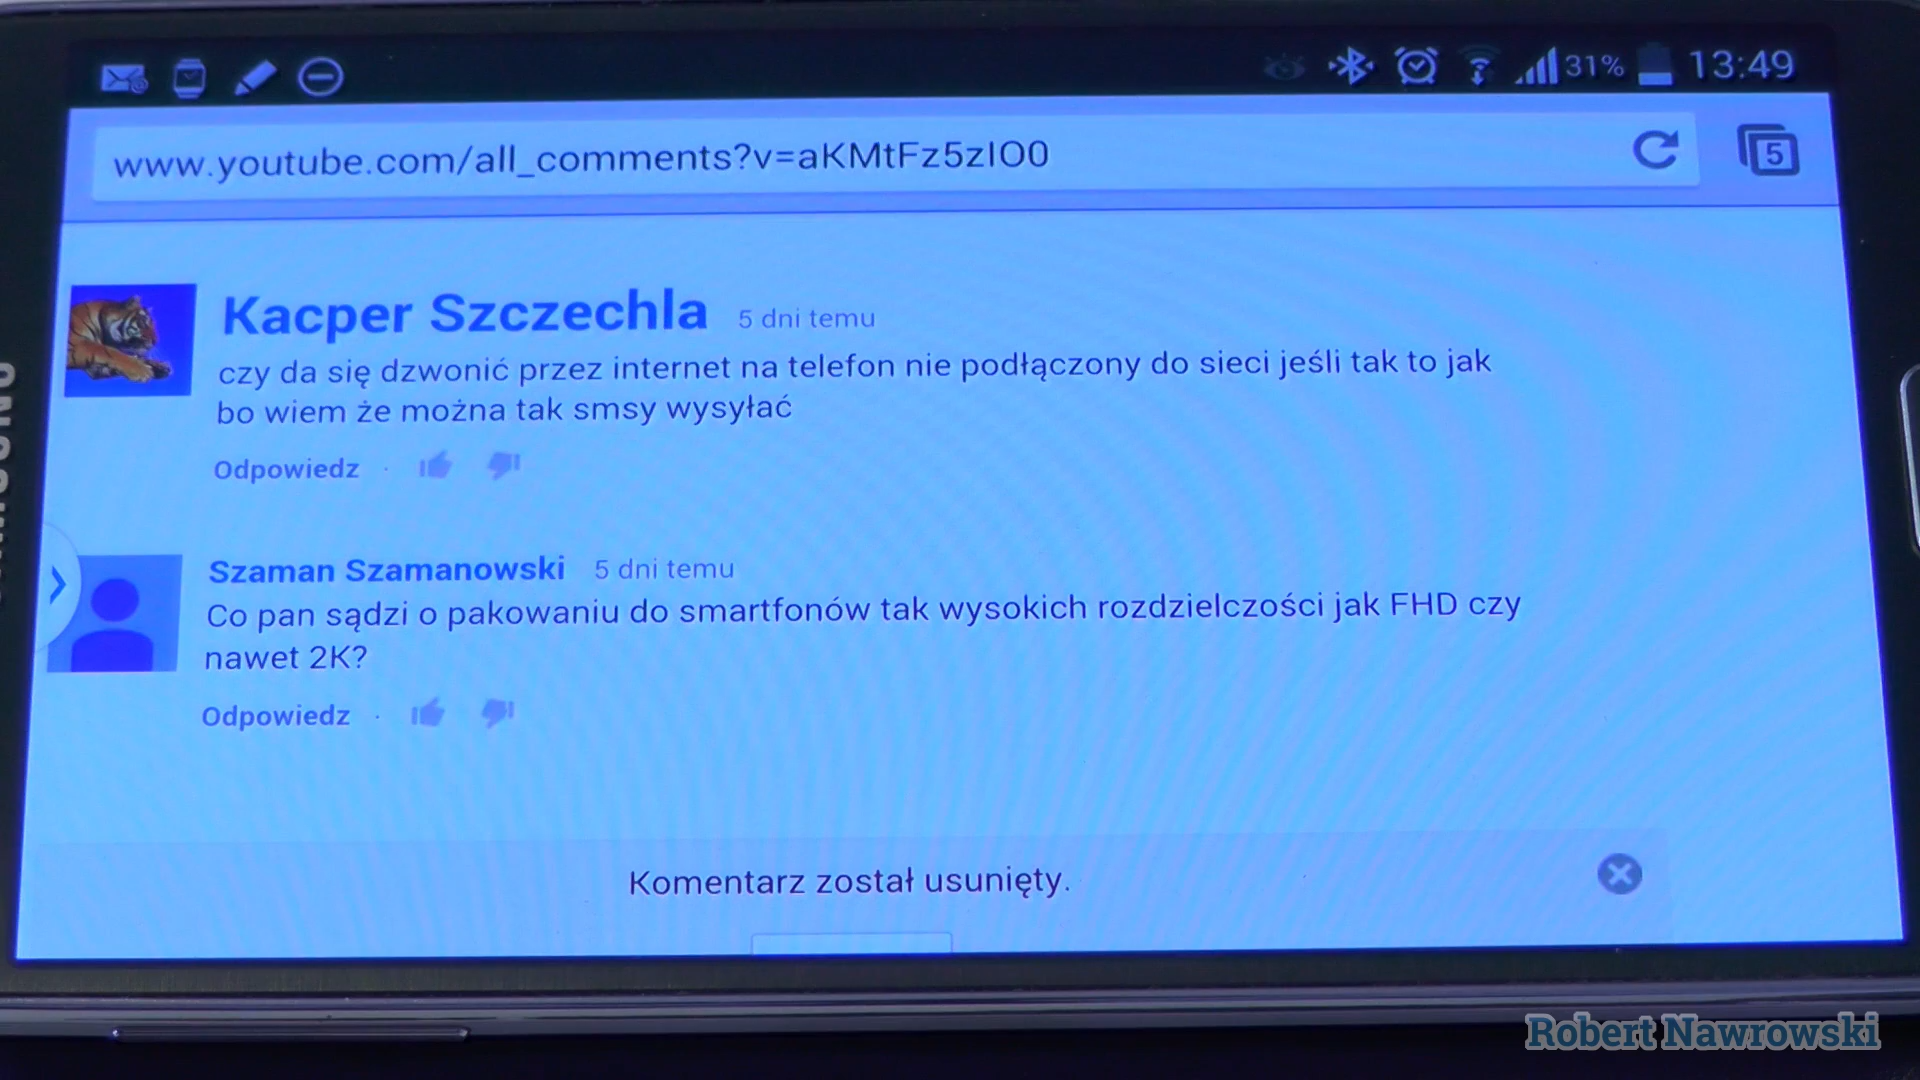 31% 13:49
www.youtube.com/all_comments?v=aKMtFz5zIO0
5
Kacper Szczechla 5 dni temu
czy da się dzwonić przez internet na telefon nie podłączony do sieci jeśli tak to jak
bo wiem że można tak smsy wysyłać
Odpowiedz ·
Szaman Szamanowski 5 dni temu
Co pan sądzi o pakowaniu do smartfonów tak wysokich rozdzielczości jak FHD czy
nawet 2K?
Odpowiedz ·
Komentarz został usunięty.
Robert Nawrowski